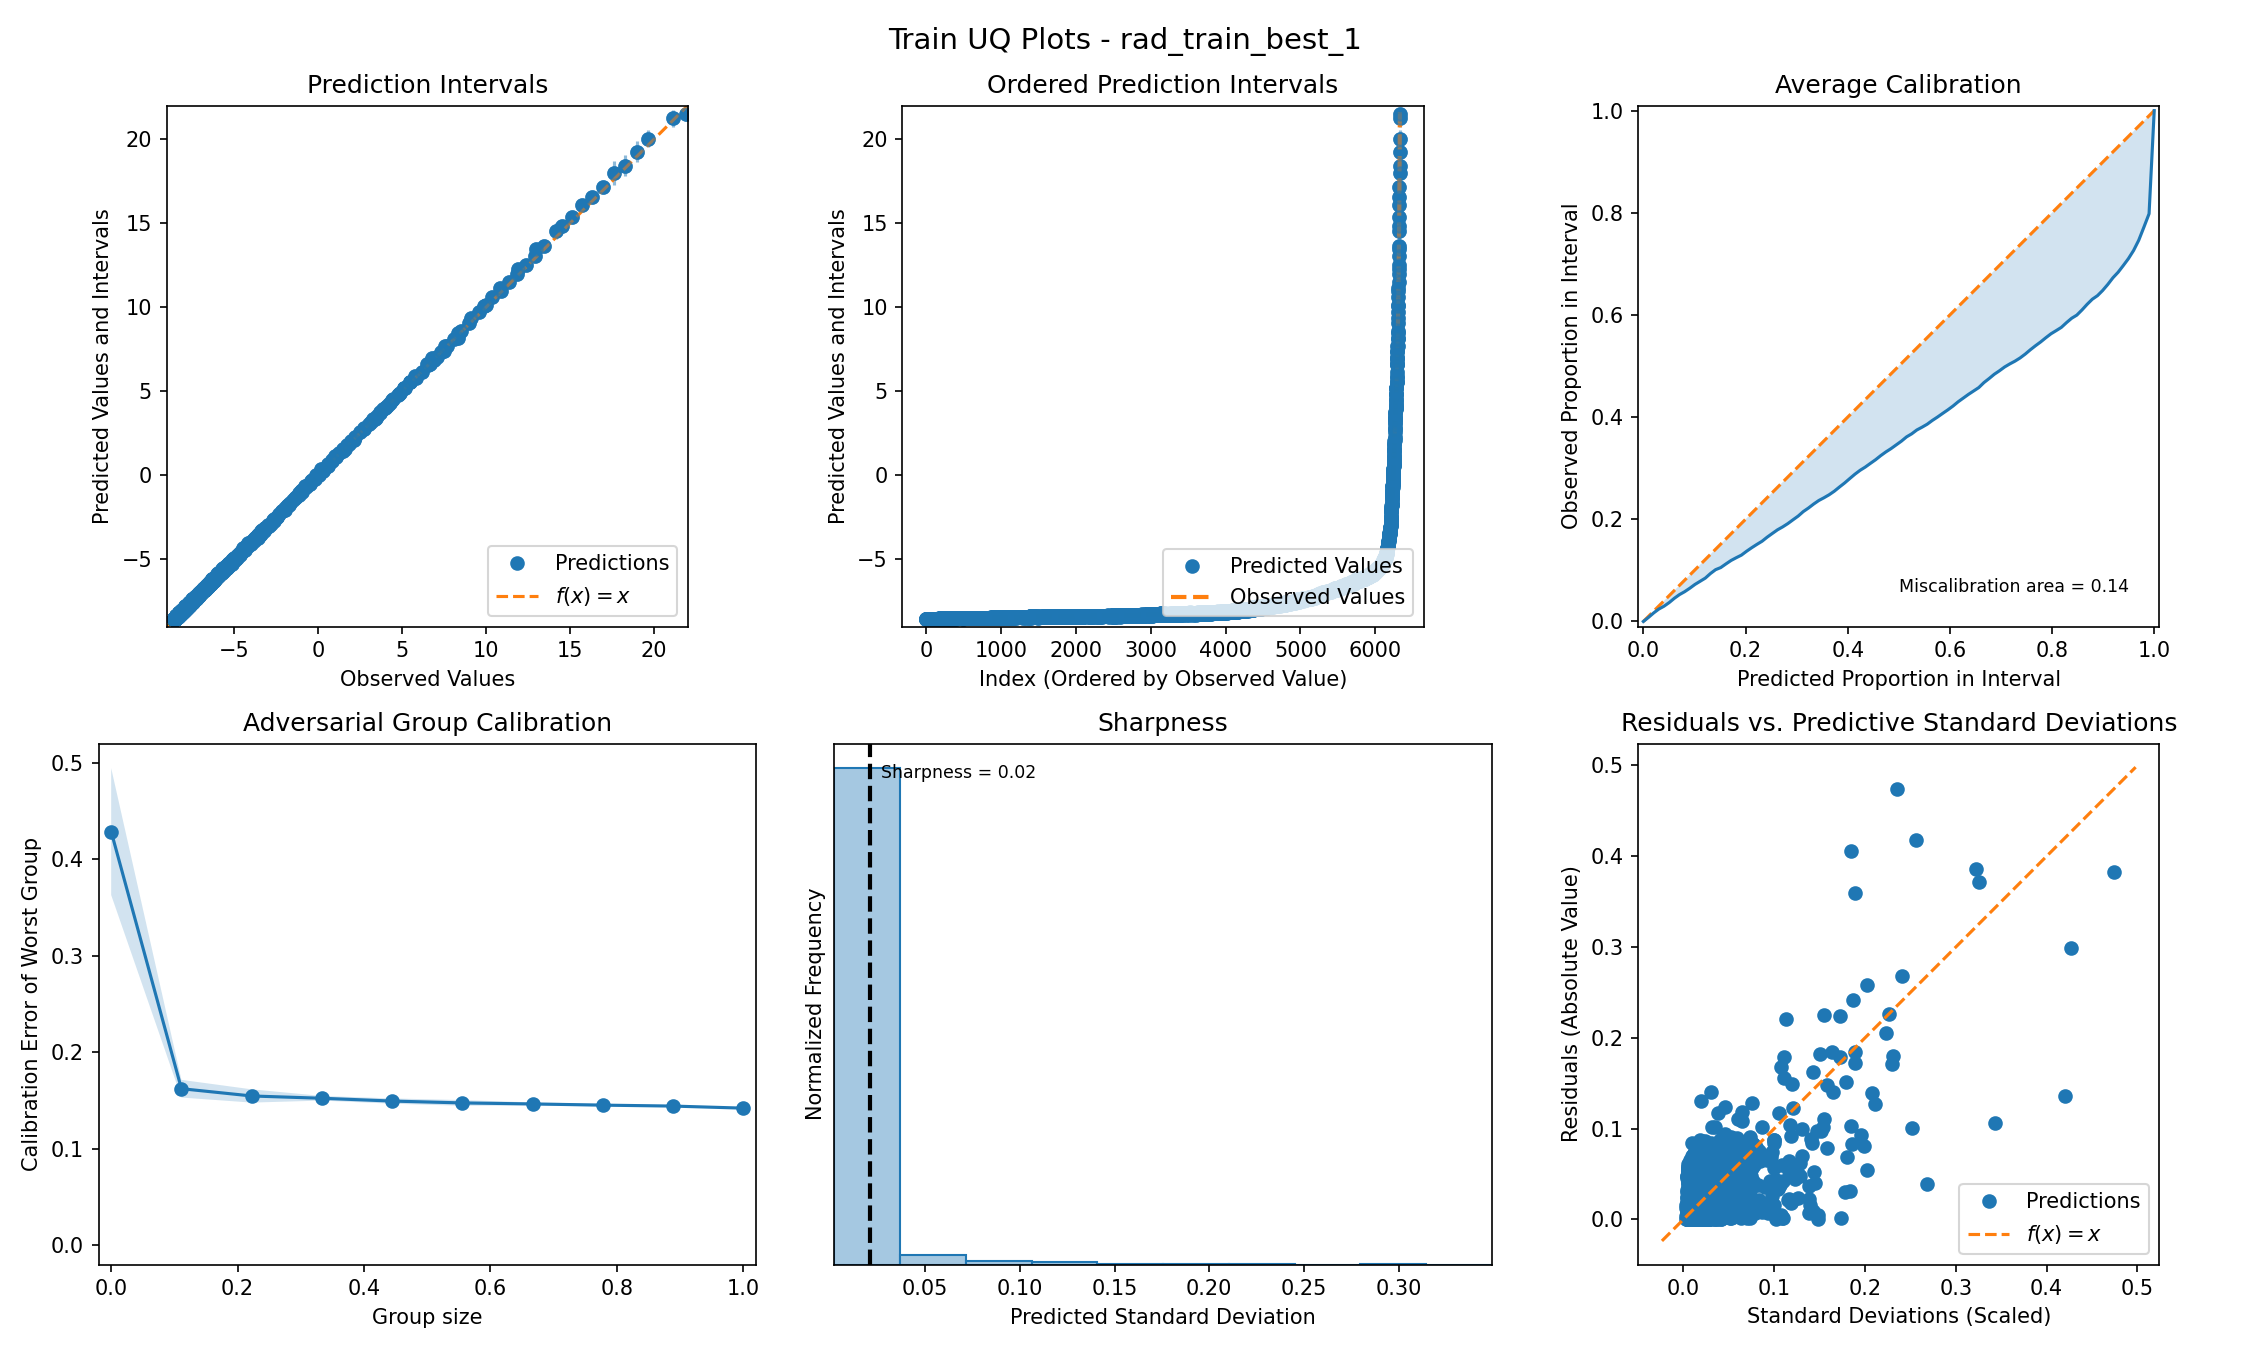 Train UQ Plots - rad_train_best_1
Prediction Intervals
Predicted Values and Intervals
20
15
10
5
0
−5
−5 0 5 10 15 20
Observed Values
Predictions
f(x) = x
Ordered Prediction Intervals
Predicted Values and Intervals
20
15
10
5
0
−5
0 1000 2000 3000 4000 5000 6000
Index (Ordered by Observed Value)
Predicted Values
Observed Values
Average Calibration
Observed Proportion in Interval
1.0
0.8
0.6
0.4
0.2
0.0
0.0 0.2 0.4 0.6 0.8 1.0
Predicted Proportion in Interval
Miscalibration area = 0.14
Adversarial Group Calibration
Calibration Error of Worst Group
0.5
0.4
0.3
0.2
0.1
0.0
0.0 0.2 0.4 0.6 0.8 1.0
Group size
Sharpness
Normalized Frequency
Sharpness = 0.02
0.05 0.10 0.15 0.20 0.25 0.30
Predicted Standard Deviation
Residuals vs. Predictive Standard Deviations
Residuals (Absolute Value)
0.5
0.4
0.3
0.2
0.1
0.0
0.0 0.1 0.2 0.3 0.4 0.5
Standard Deviations (Scaled)
Predictions
f(x) = x